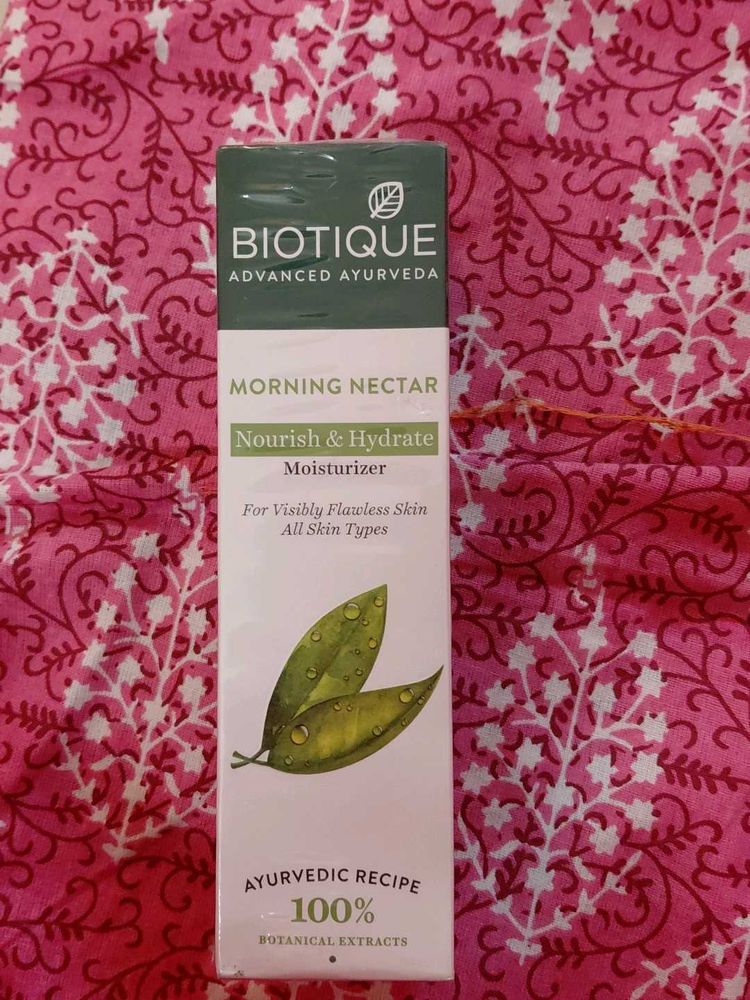 BIOTIQUE
ADVANCED AYURVEDA
MORNING NECTAR
Nourish & Hydrate
Moisturizer
For Visibly Flawless Skin
All Skin Types
AYURVEDIC RECIPE
100%
BOTANICAL EXTRACTS